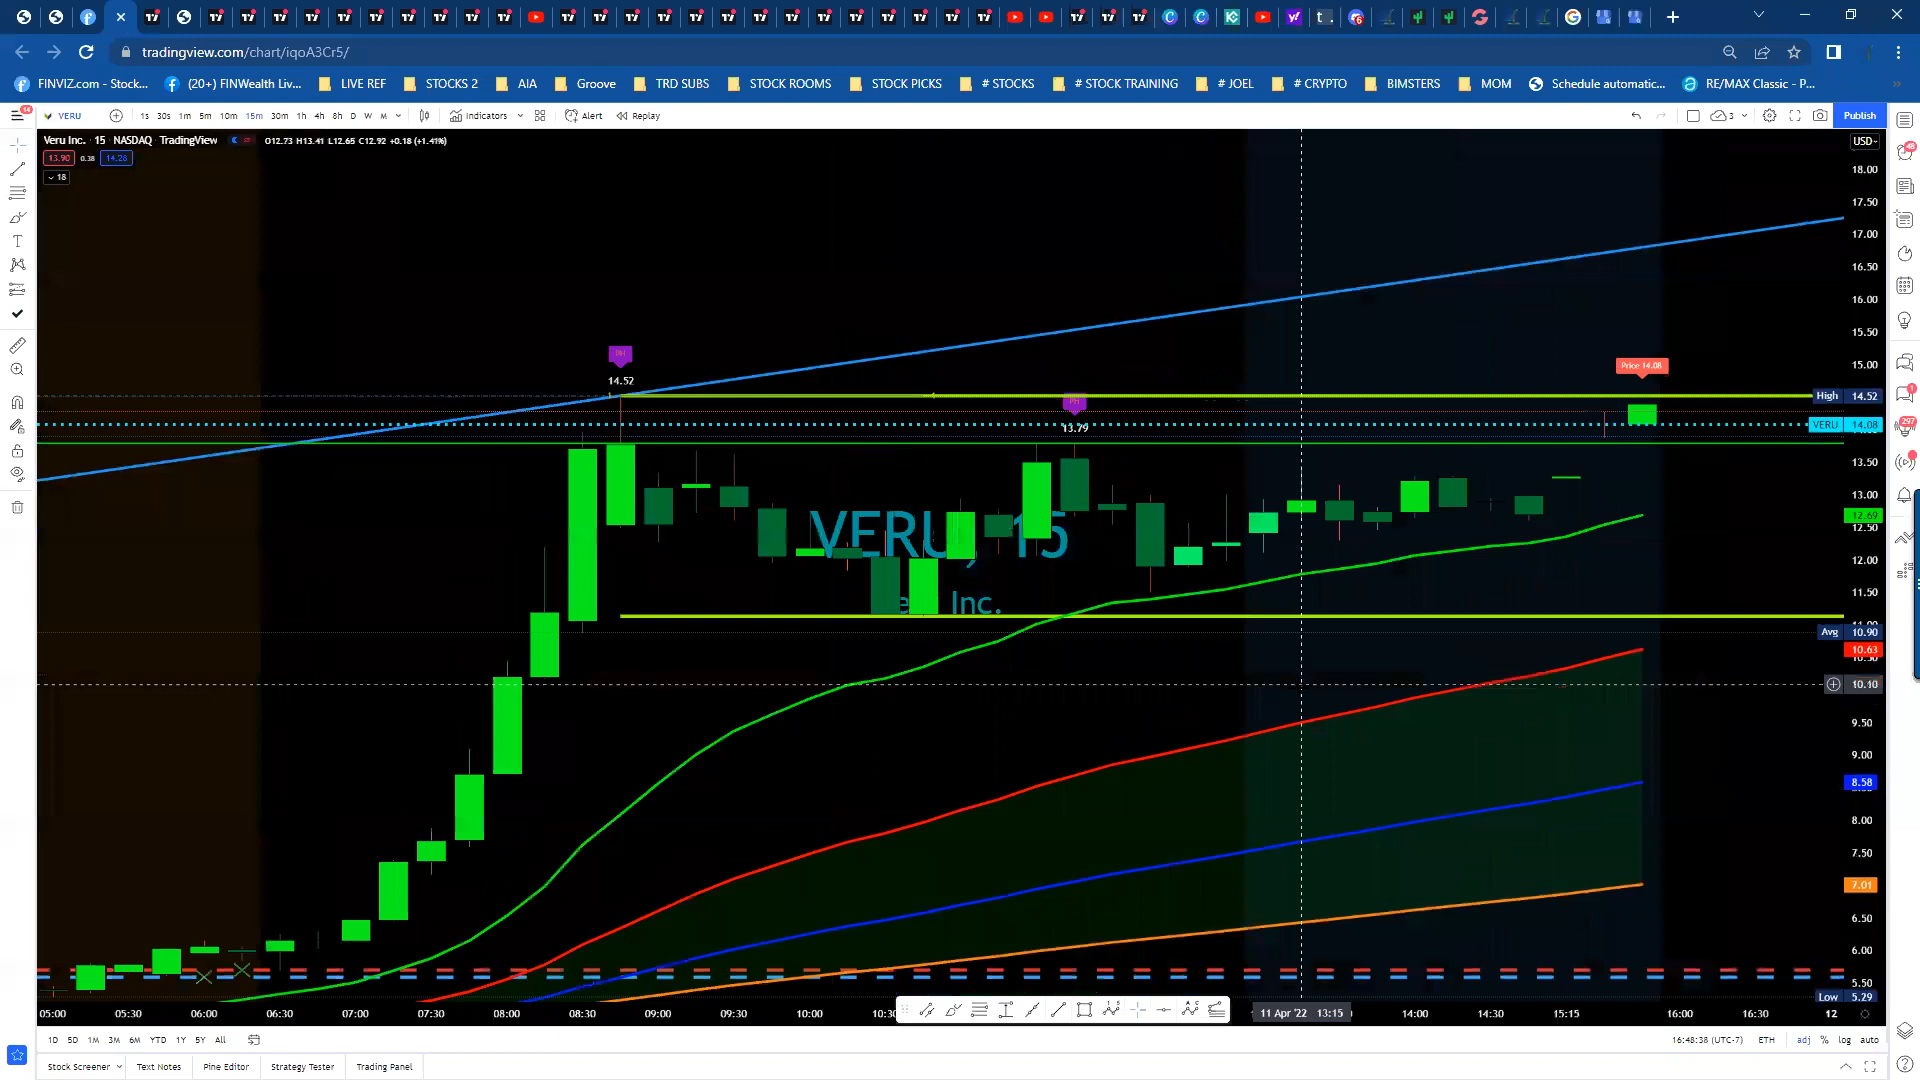 tradingview.com/chart/iqoA3Cr5/
FINVIZ.com - Stock...
(20+) FINWealth Liv...
LIVE REF
STOCKS 2
AIA
Groove
TRD SUBS
STOCK ROOMS
STOCK PICKS
# STOCKS
# STOCK TRAINING
# JOEL
# CRYPTO
BIMSTERS
MOM
Schedule automatic...
RE/MAX Classic - P...
VERU
1s 30s 1m 5m 10m 15m 30m 1h 4h 8h D W M
Indicators
Alert
Replay
3
Publish
Veru Inc. · 15 · NASDAQ · TradingView
O12.73 H13.41 L12.65 C12.92 +0.18 (+1.41%)
USD
13.90 0.38 14.28
18
18.00
17.50
17.00
16.50
16.00
15.50
15.00
PH
14.52
Price 14.08
High 14.52
PH
13.79
VERU 14.08
13.50
13.00
12.69
12.50
VERU, 15
12.00
11.50
Inc.
Avg 10.90
10.63
10.10
9.50
9.00
8.58
8.00
7.50
7.01
6.50
6.00
5.50
Low 5.29
05:00 05:30 06:00 06:30 07:00 07:30 08:00 08:30 09:00 09:30 10:00 10:30 11 Apr '22 13:15 14:00 14:30 15:15 16:00 16:30 12
1D 5D 1M 3M 6M YTD 1Y 5Y All
16:48:38 (UTC-7)
ETH
adj % log auto
Stock Screener
Text Notes
Pine Editor
Strategy Tester
Trading Panel